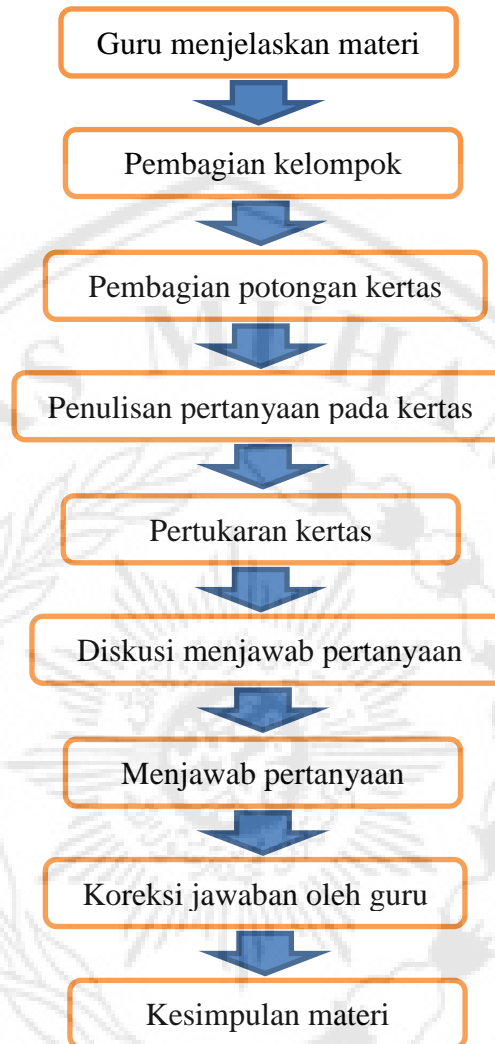 Guru menjelaskan materi
Pembagian kelompok
Pembagian potongan kertas
Penulisan pertanyaan pada kertas
Pertukaran kertas
Diskusi menjawab pertanyaan
Menjawab pertanyaan
Koreksi jawaban oleh guru
Kesimpulan materi